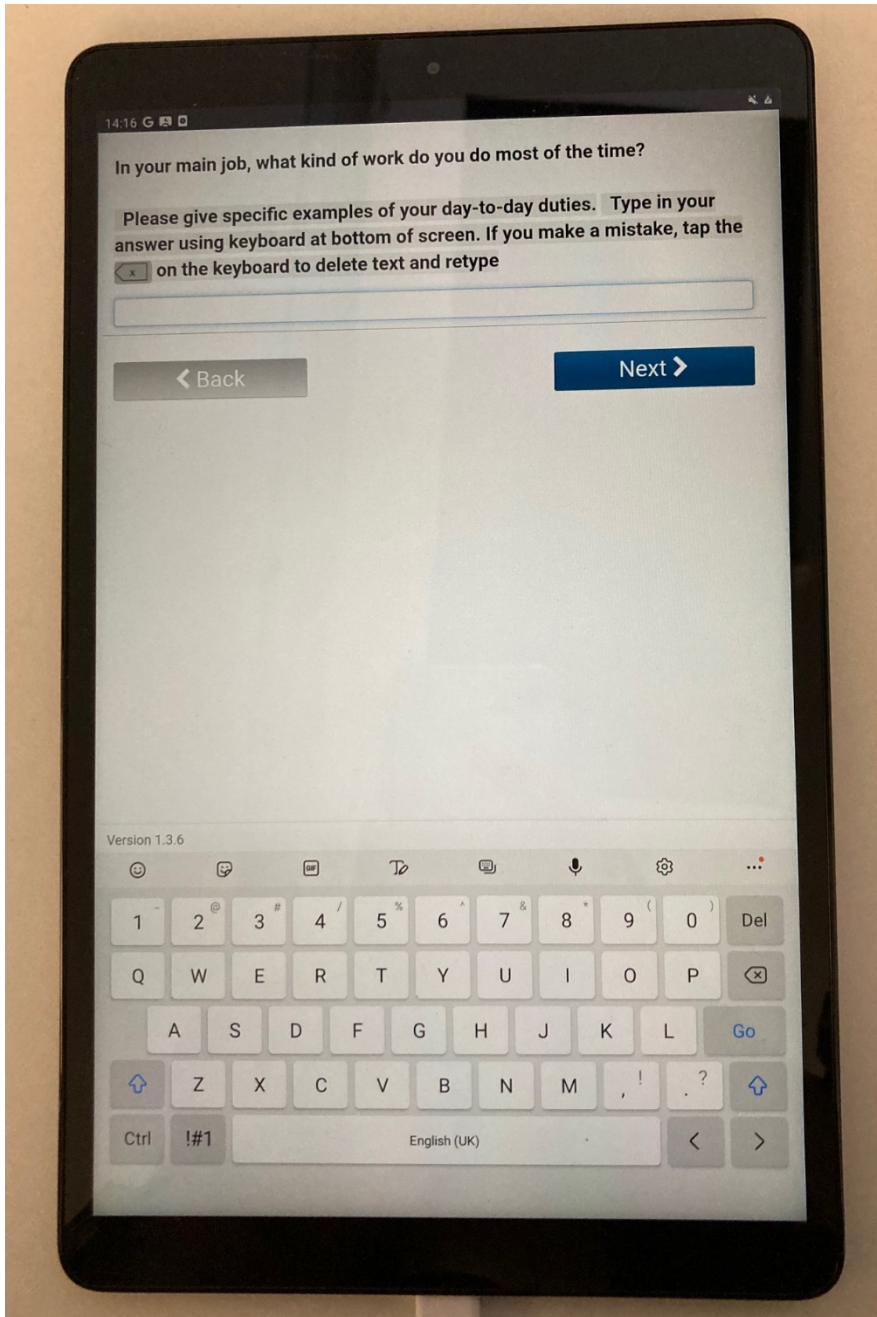 14:16 G
In your main job, what kind of work do you do most of the time?
Please give specific examples of your day-to-day duties. Type in your
answer using keyboard at bottom of screen. If you make a mistake, tap the
x on the keyboard to delete text and retype
Back
Next
Version 1.3.6
GIF
1 - 2 @ 3 # 4 / 5 % 6 ^ 7 & 8 * 9 ( 0 ) Del
Q W E R T Y U I O P
A S D F G H J K L Go
Z X C V B N M , ! . ?
Ctrl !#1 English (UK) < >